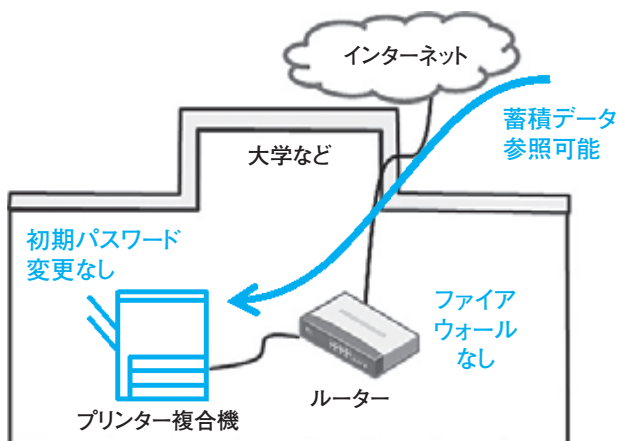 インターネット
蓄積データ
参照可能
大学など
初期パスワード
変更なし
ファイア
ウォール
なし
ルーター
プリンター複合機